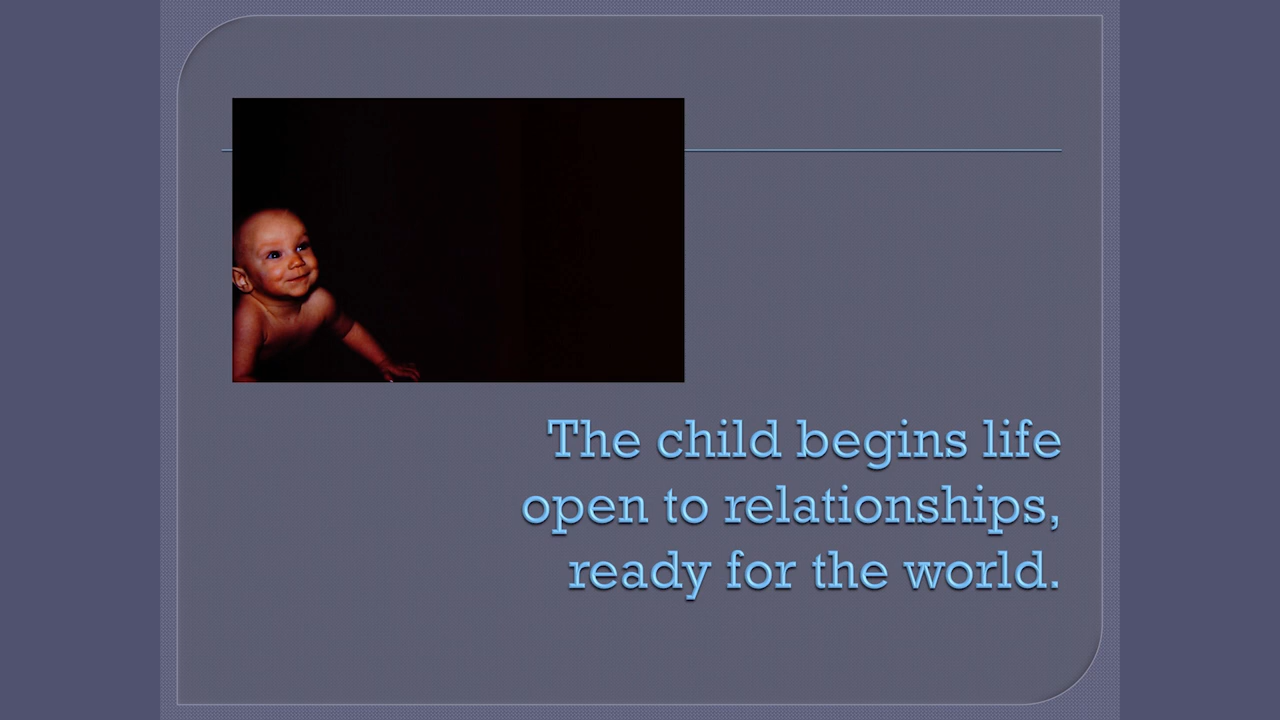 The child begins life
open to relationships,
ready for the world.